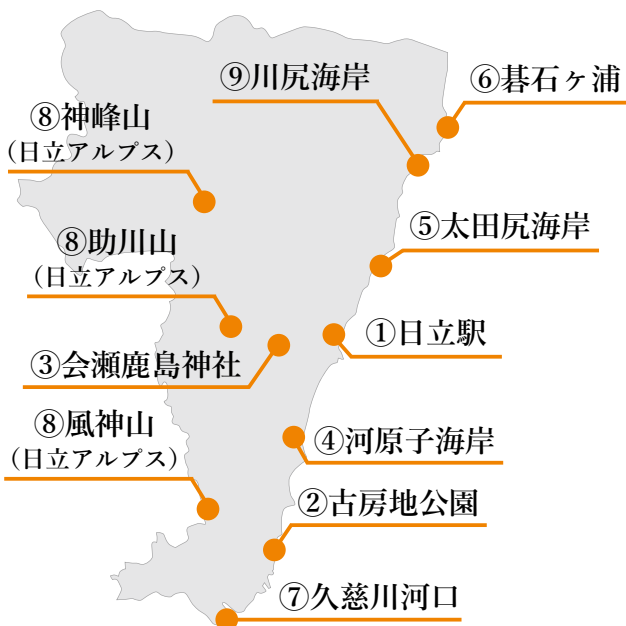 ⑨川尻海岸
⑥碁石ヶ浦
⑧神峰山
（日立アルプス）
⑤太田尻海岸
⑧助川山
（日立アルプス）
①日立駅
③会瀬鹿島神社
⑧風神山
（日立アルプス）
④河原子海岸
②古房地公園
⑦久慈川河口